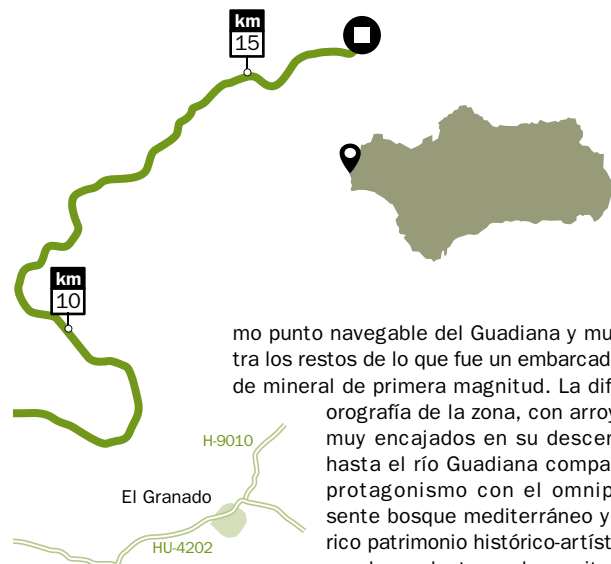 km
15
km
10
mo punto navegable del Guadiana y mu
tra los restos de lo que fue un embarcad
de mineral de primera magnitud. La dif
orografía de la zona, con arroy
muy encajados en su descen
hasta el río Guadiana compa
protagonismo con el omnip
sente bosque mediterráneo y
rico patrimonio histórico-artíst
H-9010
El Granado
HU-4202